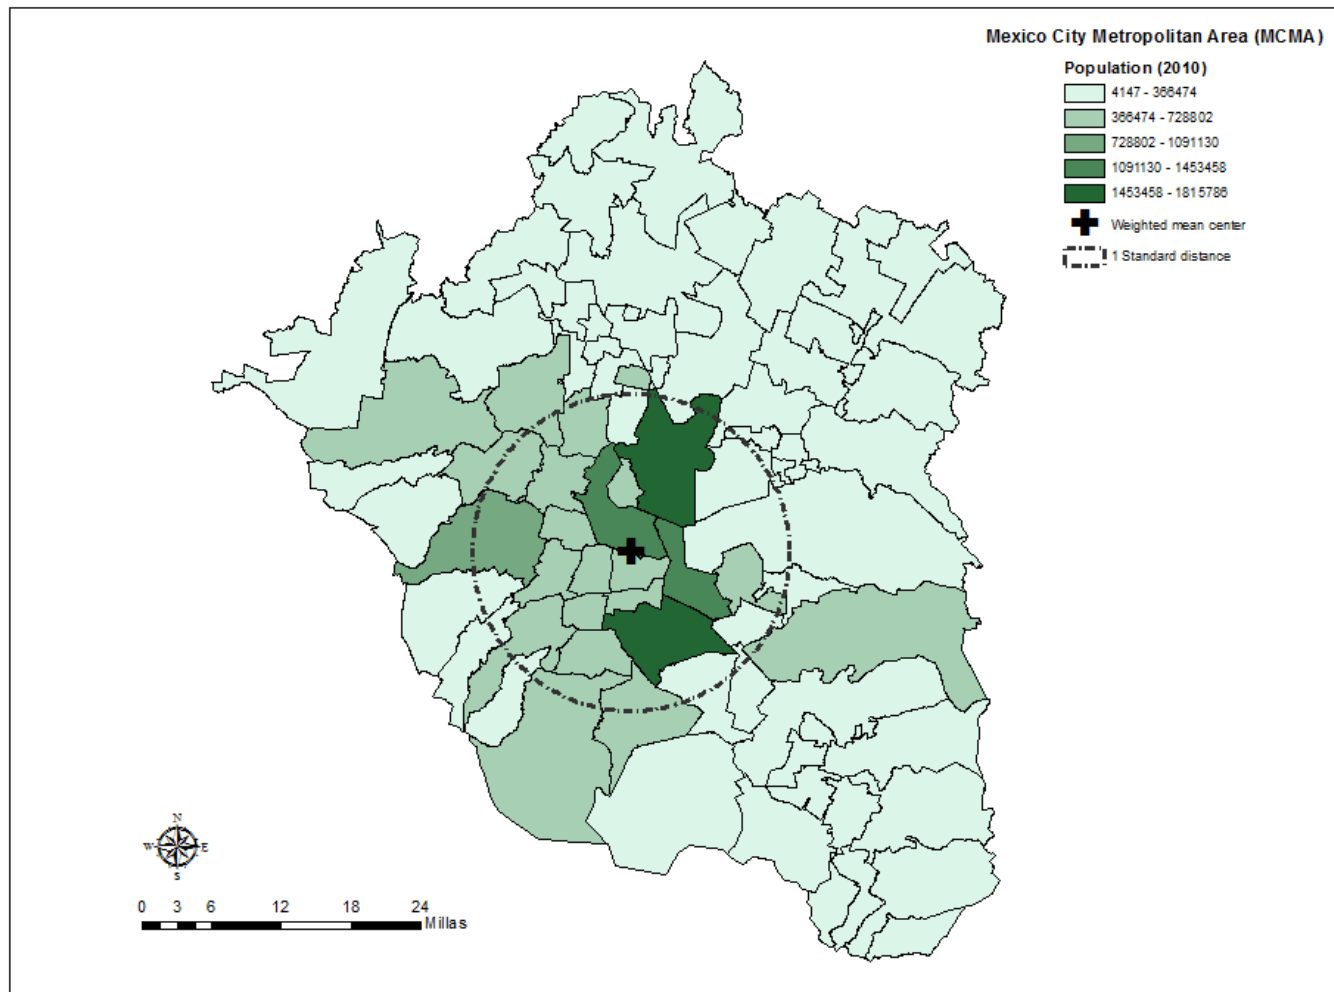 Mexico City Metropolitan Area (MCMA)
Population (2010)
4147 - 366474
366474 - 728802
728802 - 1091130
1091130 - 1453458
1453458 - 1815786
Weighted mean center
1 Standard distance
N
W E
S
0 3 6 12 18 24
Millas